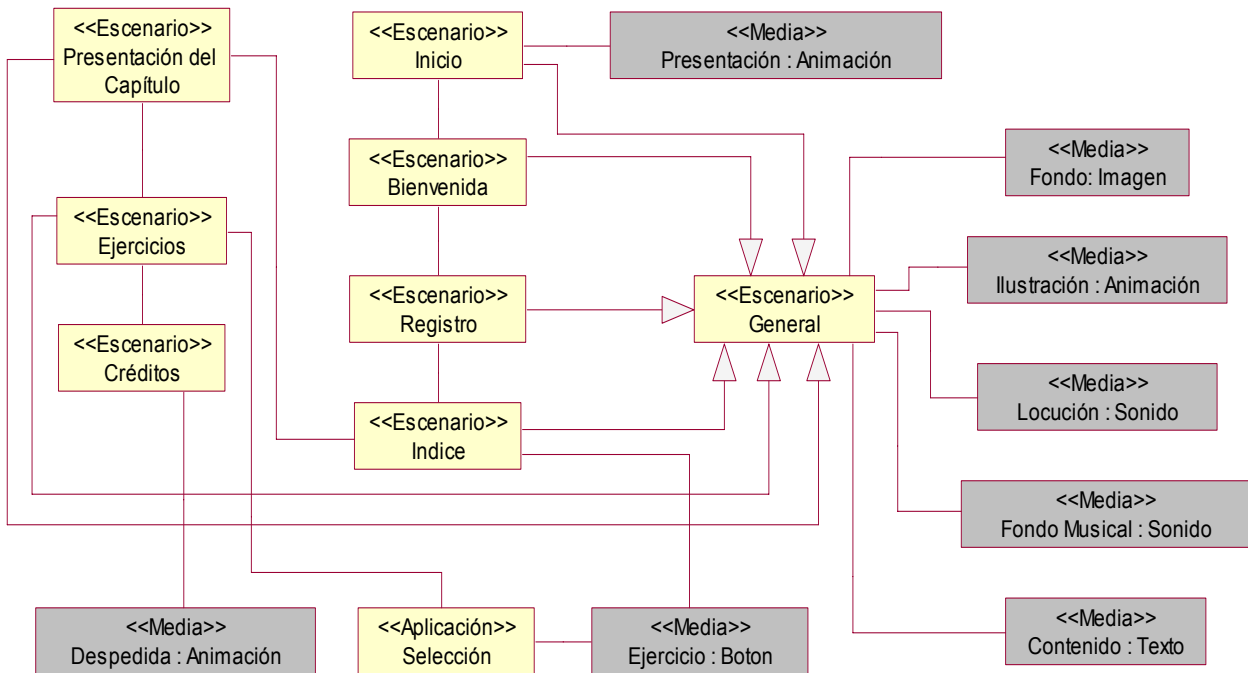 <<Escenario>>
Presentación del
Capítulo
<<Escenario>>
Inicio
<<Media>>
Presentación : Animación
<<Escenario>>
Bienvenida
<<Media>>
Fondo: Imagen
<<Escenario>>
Ejercicios
<<Media>>
Ilustración : Animación
<<Escenario>>
Registro
<<Escenario>>
General
<<Escenario>>
Créditos
<<Media>>
Locución : Sonido
<<Escenario>>
Indice
<<Media>>
Fondo Musical : Sonido
<<Media>>
Despedida : Animación
<<Aplicación>>
Selección
<<Media>>
Ejercicio : Boton
<<Media>>
Contenido : Texto